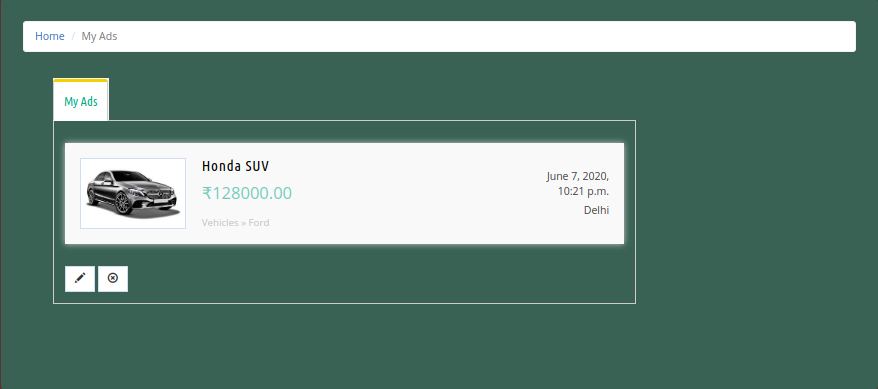 Home / My Ads
My Ads
Honda SUV
₹128000.00
Vehicles » Ford
June 7, 2020,
10:21 p.m.
Delhi